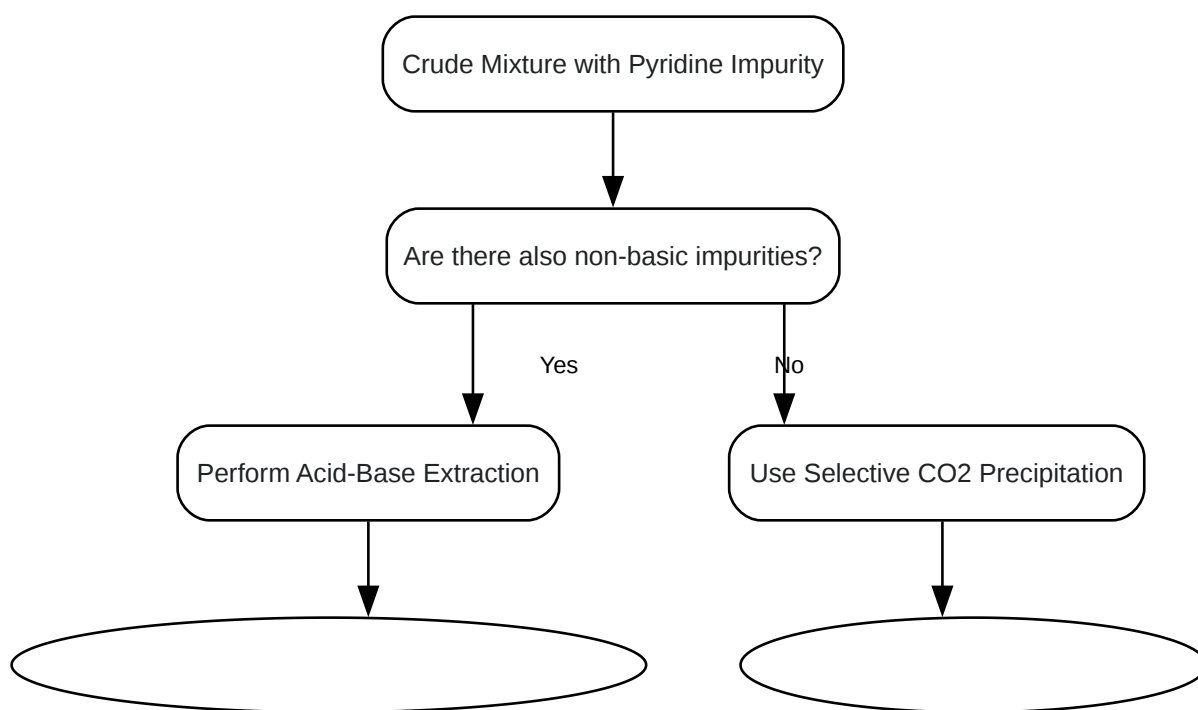 Crude Mixture with Pyridine Impurity
Are there also non-basic impurities?
Yes
No
Perform Acid-Base Extraction
Use Selective CO2 Precipitation